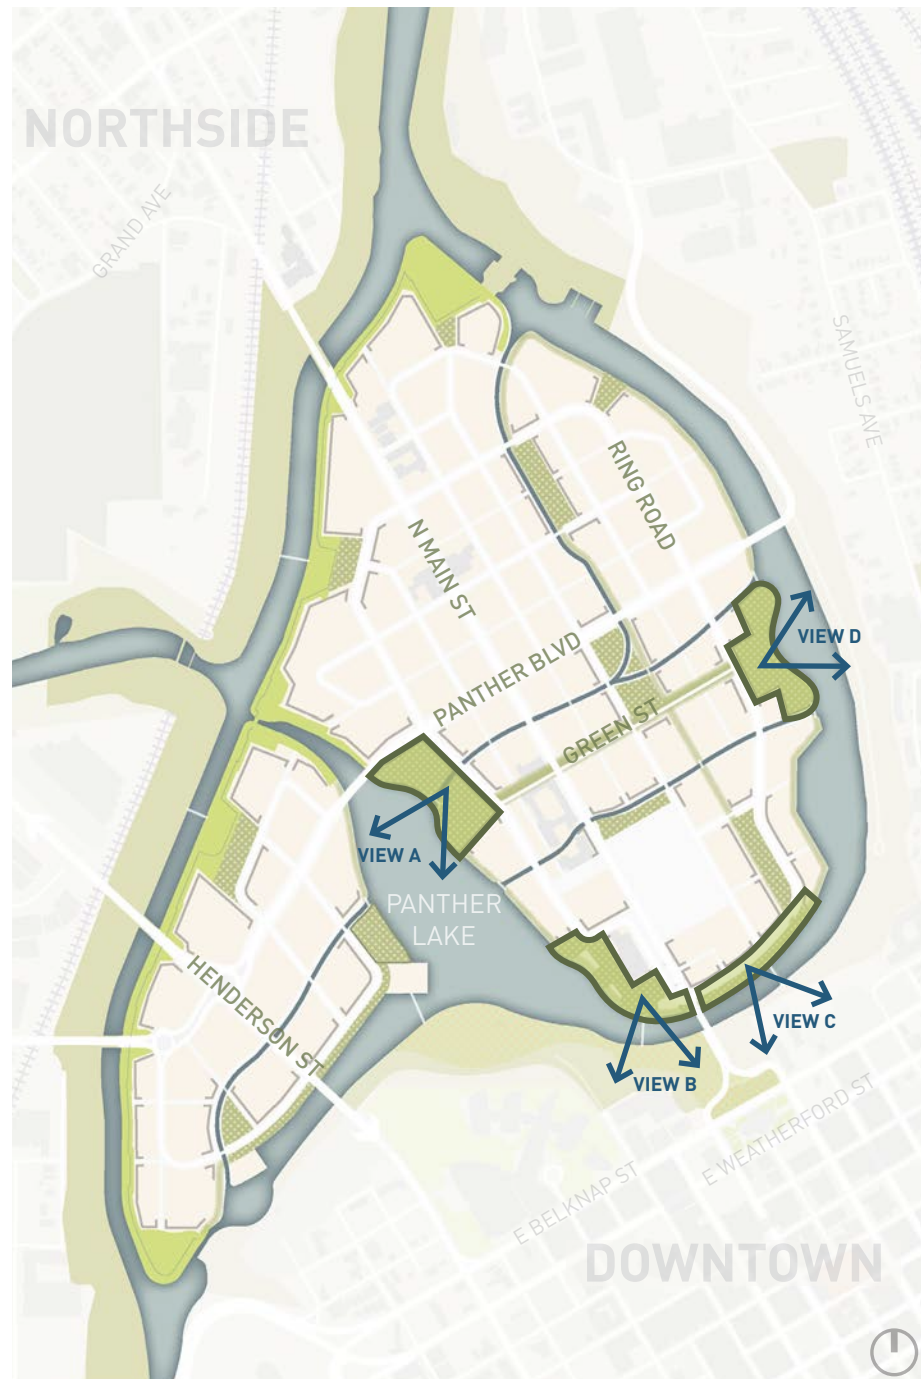 NORTHSIDE
GRAND AVE
SAMUELS AVE
RING ROAD
N MAIN ST
VIEW D
PANTHER BLVD
GREEN ST
VIEW A
PANTHER
LAKE
HENDERSON ST
VIEW C
VIEW B
E WEATHERFORD ST
E BELKNAP ST
DOWNTOWN